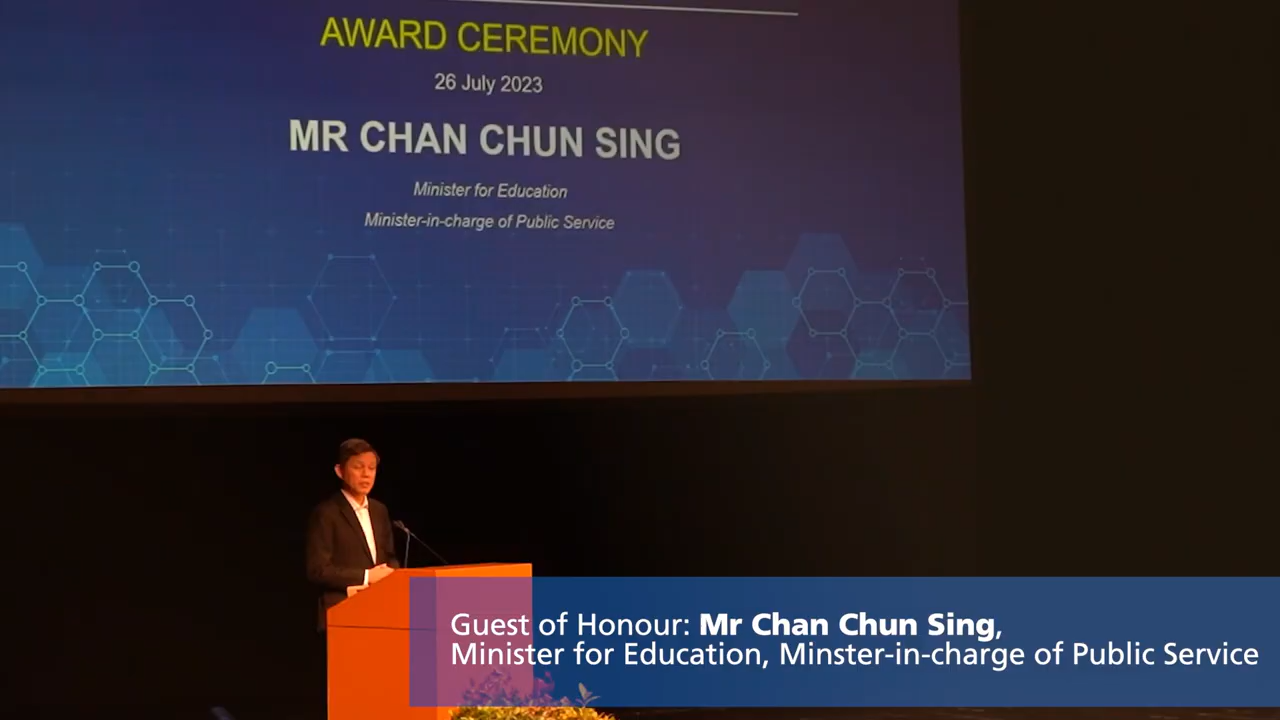 AWARD CEREMONY
26 July 2023
MR CHAN CHUN SING
Minister for Education
Minister-in-charge of Public Service
Guest of Honour: Mr Chan Chun Sing,
Minister for Education, Minster-in-charge of Public Service